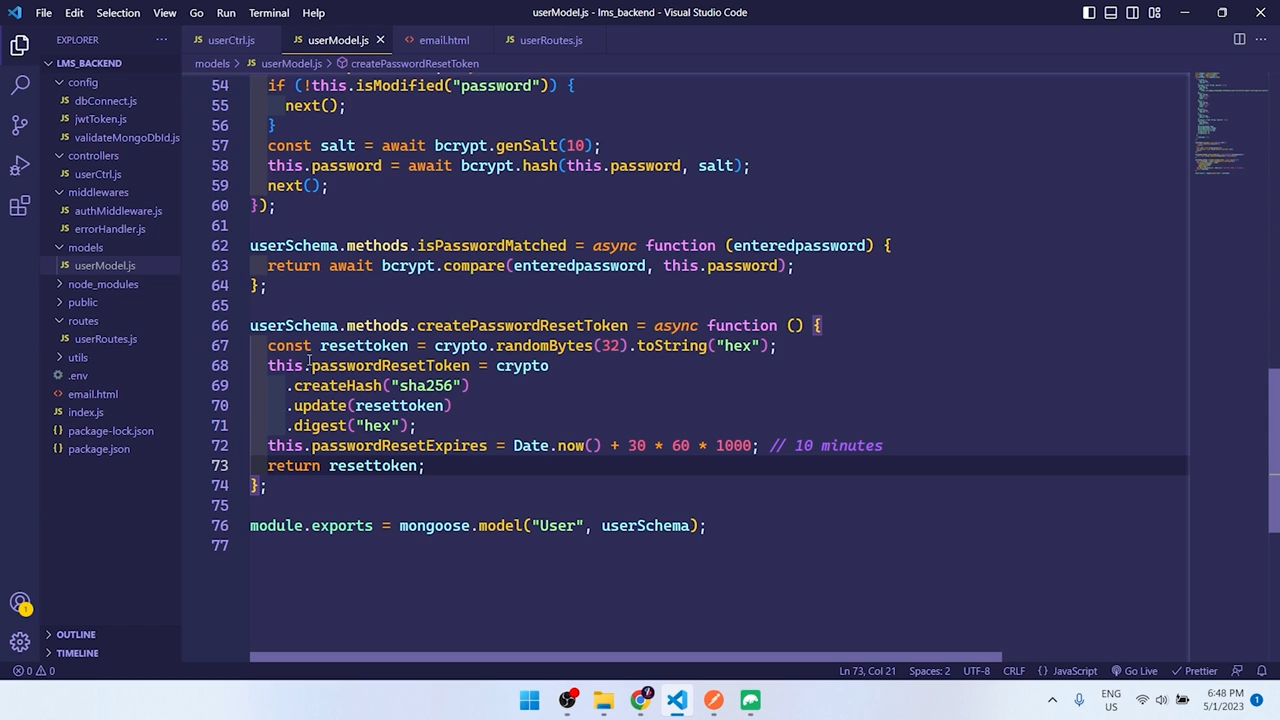 File Edit Selection View Go Run Terminal Help
userModel.js - lms_backend - Visual Studio Code
EXPLORER
LMS_BACKEND
config
dbConnect.js
jwtToken.js
validateMongoDbId.js
controllers
userCtrl.js
middlewares
authMiddleware.js
errorHandler.js
models
userModel.js
node_modules
public
routes
userRoutes.js
utils
.env
email.html
index.js
package-lock.json
package.json
OUTLINE
TIMELINE
userCtrl.js userModel.js email.html userRoutes.js
models > userModel.js > createPasswordResetToken
54 if (!this.isModified("password")) {
55 next();
56 }
57 const salt = await bcrypt.genSalt(10);
58 this.password = await bcrypt.hash(this.password, salt);
59 next();
60 });
61
62 userSchema.methods.isPasswordMatched = async function (enteredpassword) {
63 return await bcrypt.compare(enteredpassword, this.password);
64 };
65
66 userSchema.methods.createPasswordResetToken = async function () {
67 const resettoken = crypto.randomBytes(32).toString("hex");
68 this.passwordResetToken = crypto
69 .createHash("sha256")
70 .update(resettoken)
71 .digest("hex");
72 this.passwordResetExpires = Date.now() + 30 * 60 * 1000; // 10 minutes
73 return resettoken;
74 };
75
76 module.exports = mongoose.model("User", userSchema);
77
0 0 Ln 73, Col 21 Spaces: 2 UTF-8 CRLF {} JavaScript Go Live Prettier
1
ENG
US
6:48 PM
5/1/2023
1